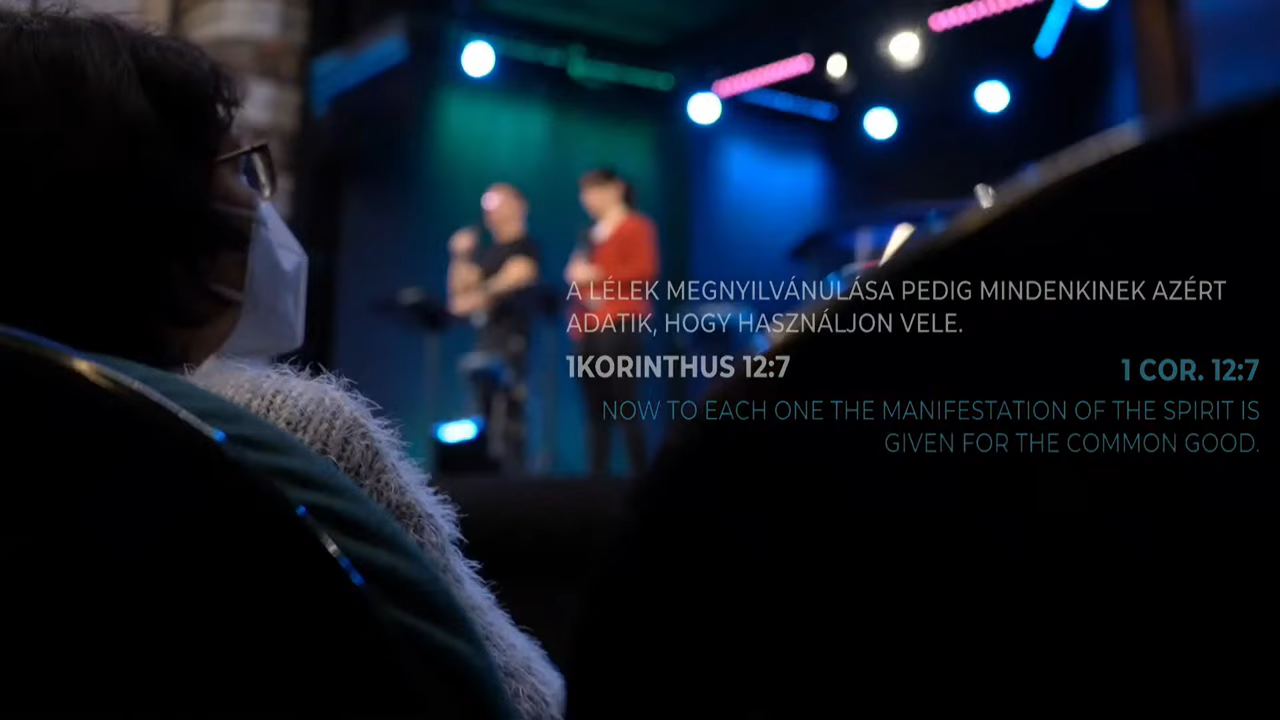 A LÉLEK MEGNYILVÁNULÁSA PEDIG MINDENKINEK AZÉRT
ADATIK, HOGY HASZNÁLJON VELE.
1KORINTHUS 12:7
1 COR. 12:7
NOW TO EACH ONE THE MANIFESTATION OF THE SPIRIT IS
GIVEN FOR THE COMMON GOOD.